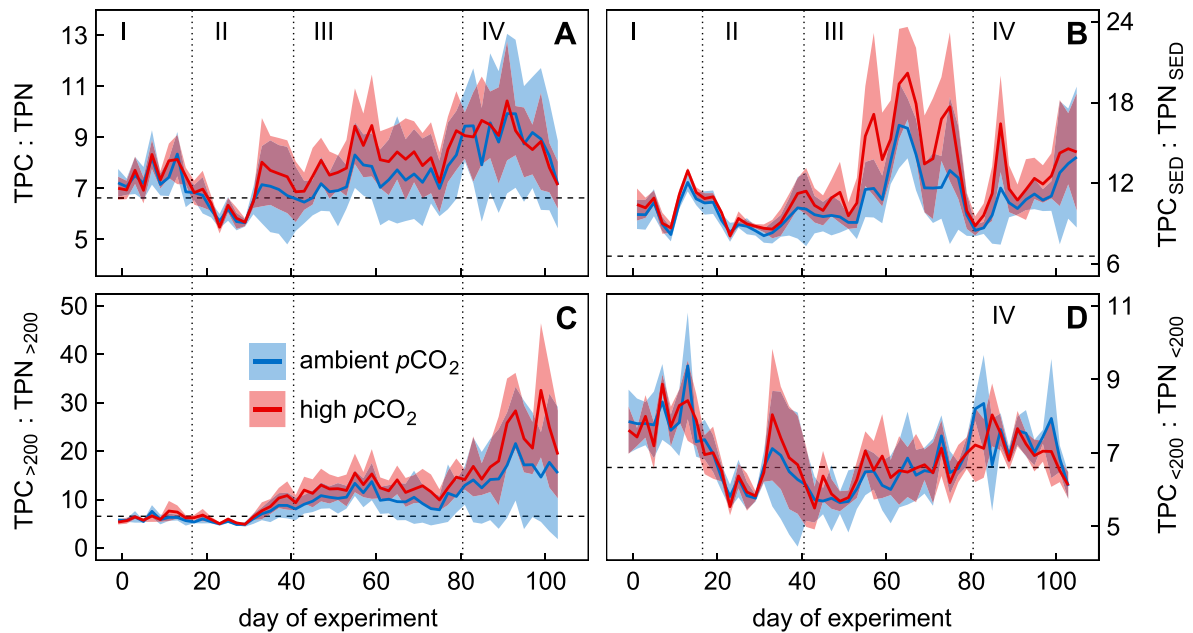 I II III IV A
13
11
9
7
5
TPC : TPN
I II III IV B
24
18
12
6
TPC_SED : TPN_SED
C
50
40
30
20
10
0
TPC_>200 : TPN_>200
ambient pCO₂
high pCO₂
0 20 40 60 80 100
day of experiment
IV D
11
9
7
5
TPC_<200 : TPN_<200
0 20 40 60 80 100
day of experiment